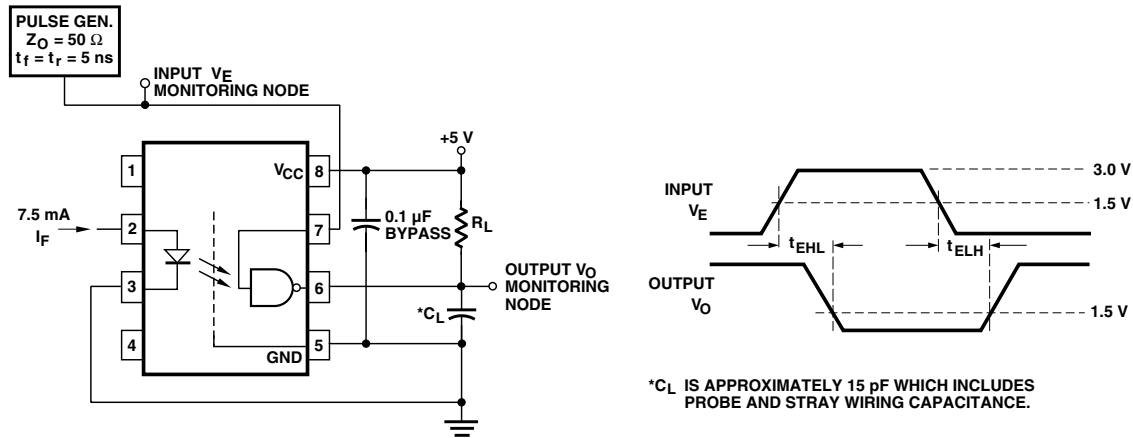 PULSE GEN.
Z_O = 50 Ω
t_f = t_r = 5 ns
INPUT V_E
MONITORING NODE
+5 V
1
V_CC 8
7.5 mA
I_F
2
7
0.1 µF
BYPASS
R_L
3
6
OUTPUT V_O
MONITORING
NODE
*C_L
4
GND 5
INPUT
V_E
3.0 V
1.5 V
t_EHL
t_ELH
OUTPUT
V_O
1.5 V
*C_L IS APPROXIMATELY 15 pF WHICH INCLUDES
PROBE AND STRAY WIRING CAPACITANCE.